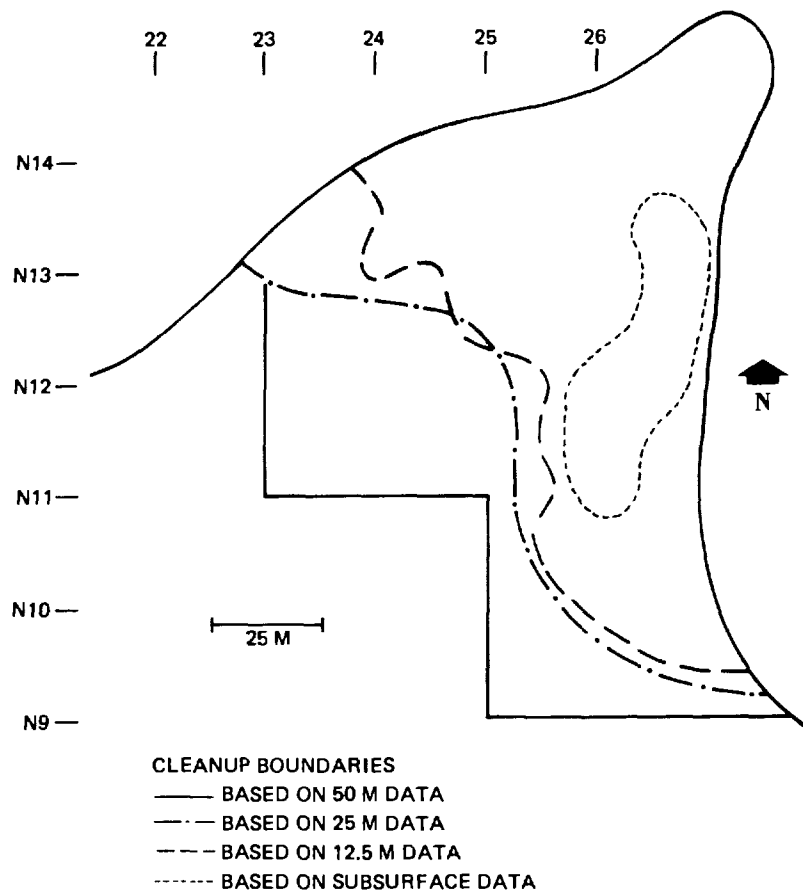 22 23 24 25 26
N14
N13
N12
N
N11
N10
25 M
N9
CLEANUP BOUNDARIES
BASED ON 50 M DATA
BASED ON 25 M DATA
BASED ON 12.5 M DATA
BASED ON SUBSURFACE DATA